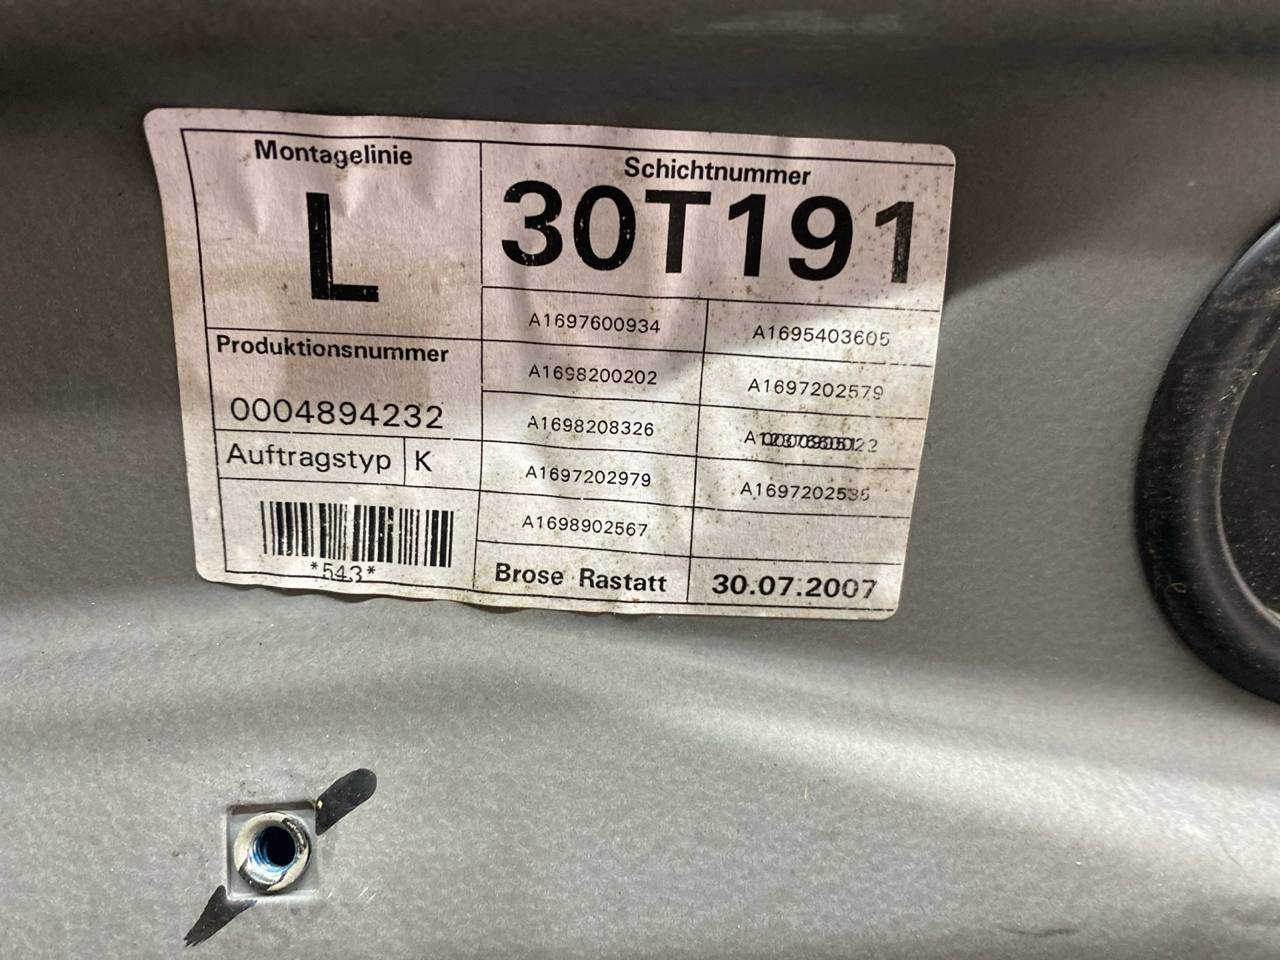 Montagelinie
L
Schichtnummer
30T191
Produktionsnummer
0004894232
Auftragstyp K
*543*
A1697600934
A1695403605
A1698200202
A1697202579
A1698208326
A1697202979
A1697202535
A1698902567
Brose Rastatt
30.07.2007